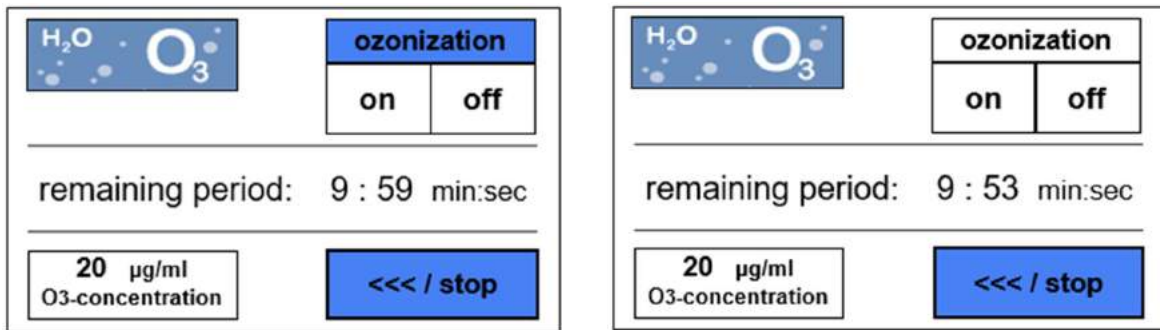 H2O O3
ozonization
on off
remaining period: 9 : 59 min:sec
20 µg/ml
O3-concentration
<<< / stop
H2O O3
ozonization
on off
remaining period: 9 : 53 min:sec
20 µg/ml
O3-concentration
<<< / stop